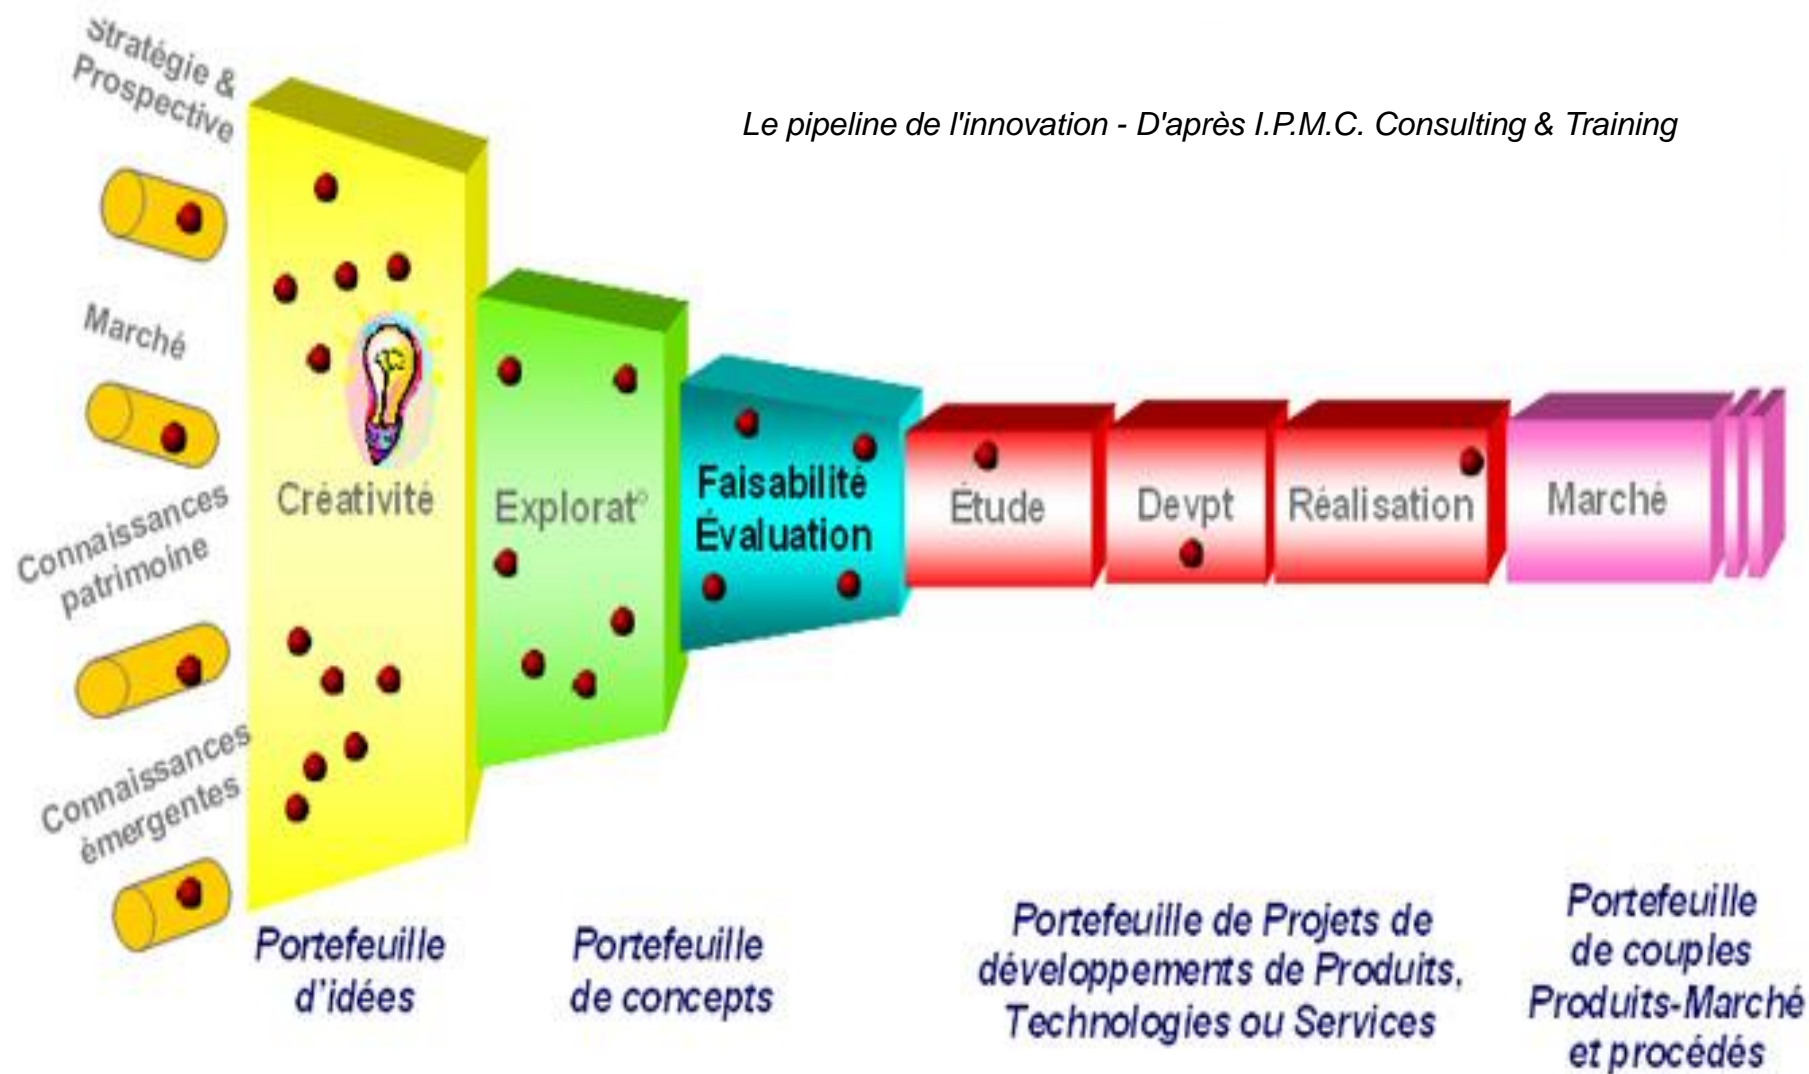 Le pipeline de l'innovation - D'après I.P.M.C. Consulting & Training
Stratégie &
Prospective
Marché
Connaissances
patrimoine
Connaissances
émergentes
Créativité
Explorat°
Faisabilité
Évaluation
Étude
Devpt
Réalisation
Marché
Portefeuille
d'idées
Portefeuille
de concepts
Portefeuille de Projets de
développements de Produits,
Technologies ou Services
Portefeuille
de couples
Produits-Marché
et procédés